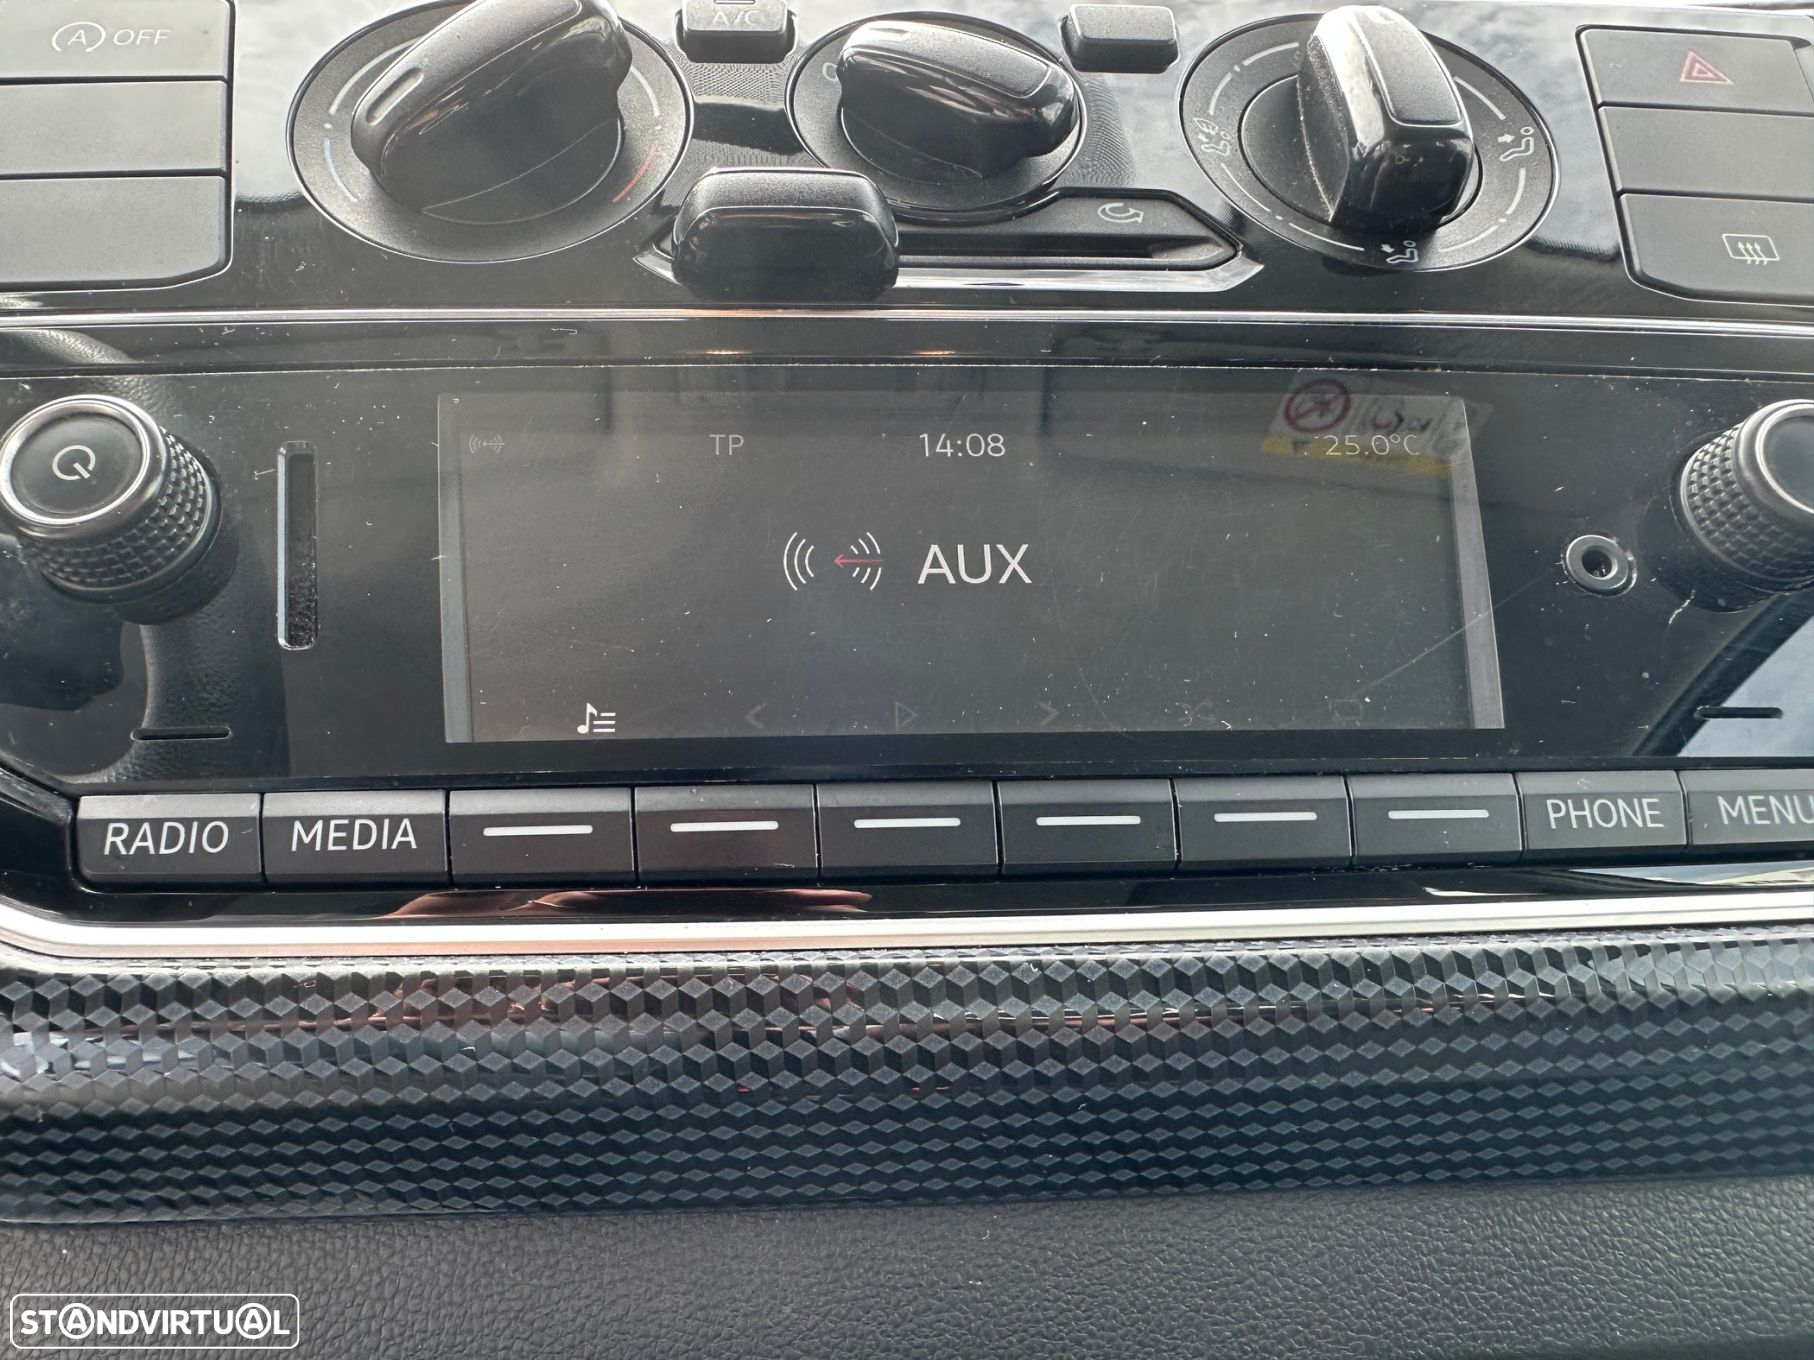 (A) OFF
A/C
TP 14:08 25.0°C
AUX
RADIO MEDIA PHONE MENU
STANDVIRTUAL